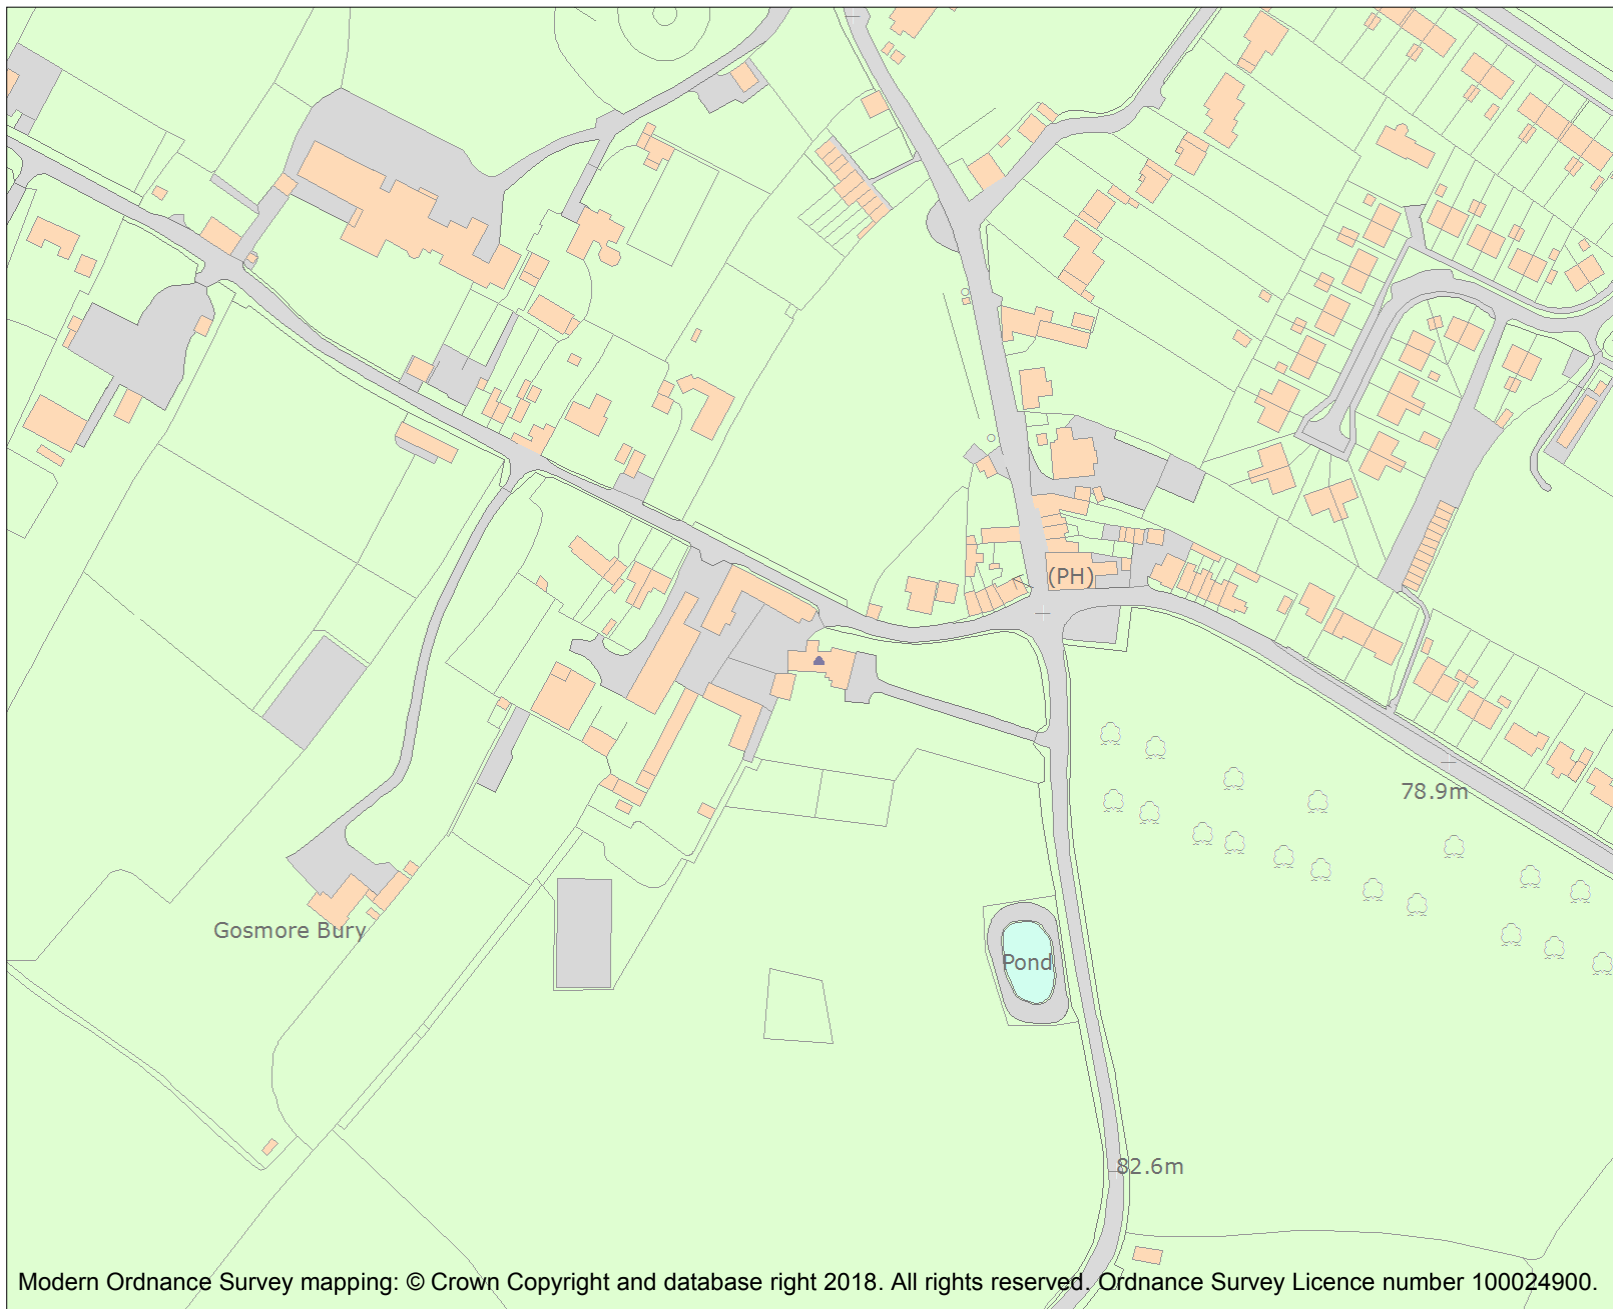 (PH)
78.9m
Gosmore Bury
Pond
82.6m
Modern Ordnance Survey mapping: © Crown Copyright and database right 2018. All rights reserved. Ordnance Survey Licence number 100024900.